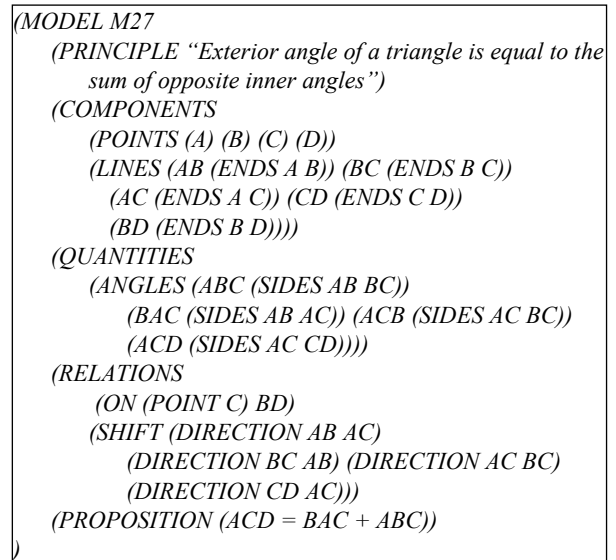 (MODEL M27
(PRINCIPLE “Exterior angle of a triangle is equal to the
sum of opposite inner angles”)
(COMPONENTS
(POINTS (A) (B) (C) (D))
(LINES (AB (ENDS A B)) (BC (ENDS B C))
(AC (ENDS A C)) (CD (ENDS C D))
(BD (ENDS B D))))
(QUANTITIES
(ANGLES (ABC (SIDES AB BC))
(BAC (SIDES AB AC)) (ACB (SIDES AC BC))
(ACD (SIDES AC CD))))
(RELATIONS
(ON (POINT C) BD)
(SHIFT (DIRECTION AB AC)
(DIRECTION BC AB) (DIRECTION AC BC)
(DIRECTION CD AC)))
(PROPOSITION (ACD = BAC + ABC))
)